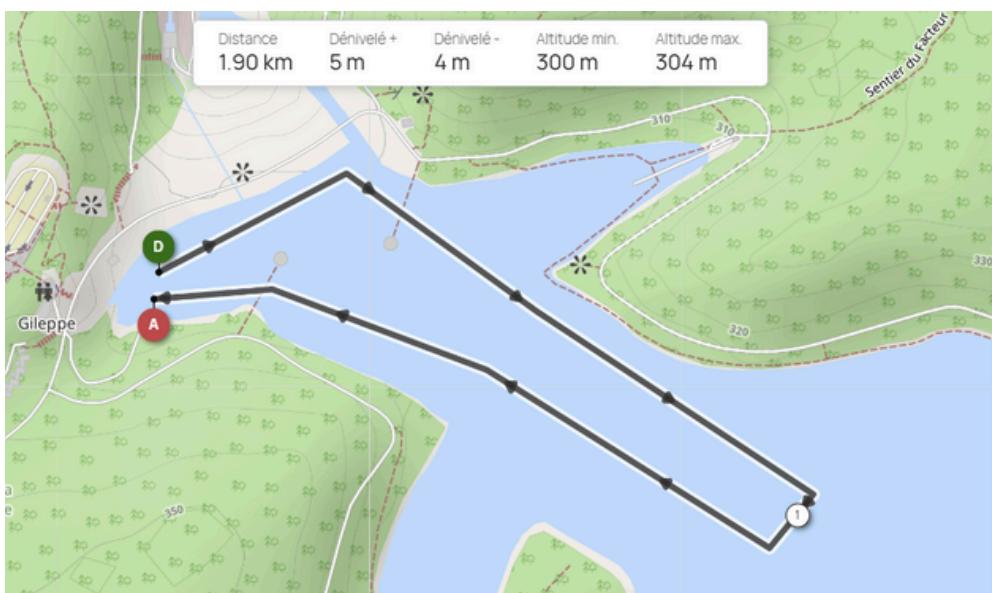 Distance Dénivelé + Dénivelé - Altitude min. Altitude max.
1.90 km 5 m 4 m 300 m 304 m
Sentier du Facteur
310
310
D
330
A
Gileppe
320
350
1